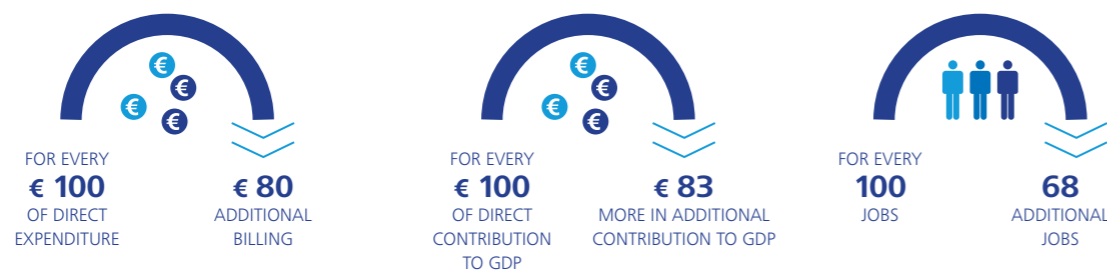 €
€
€
€
FOR EVERY
€ 100
OF DIRECT
EXPENDITURE
€ 80
ADDITIONAL
BILLING
€
€
€
€
FOR EVERY
€ 100
OF DIRECT
CONTRIBUTION
TO GDP
€ 83
MORE IN ADDITIONAL
CONTRIBUTION TO GDP
FOR EVERY
100
JOBS
68
ADDITIONAL
JOBS